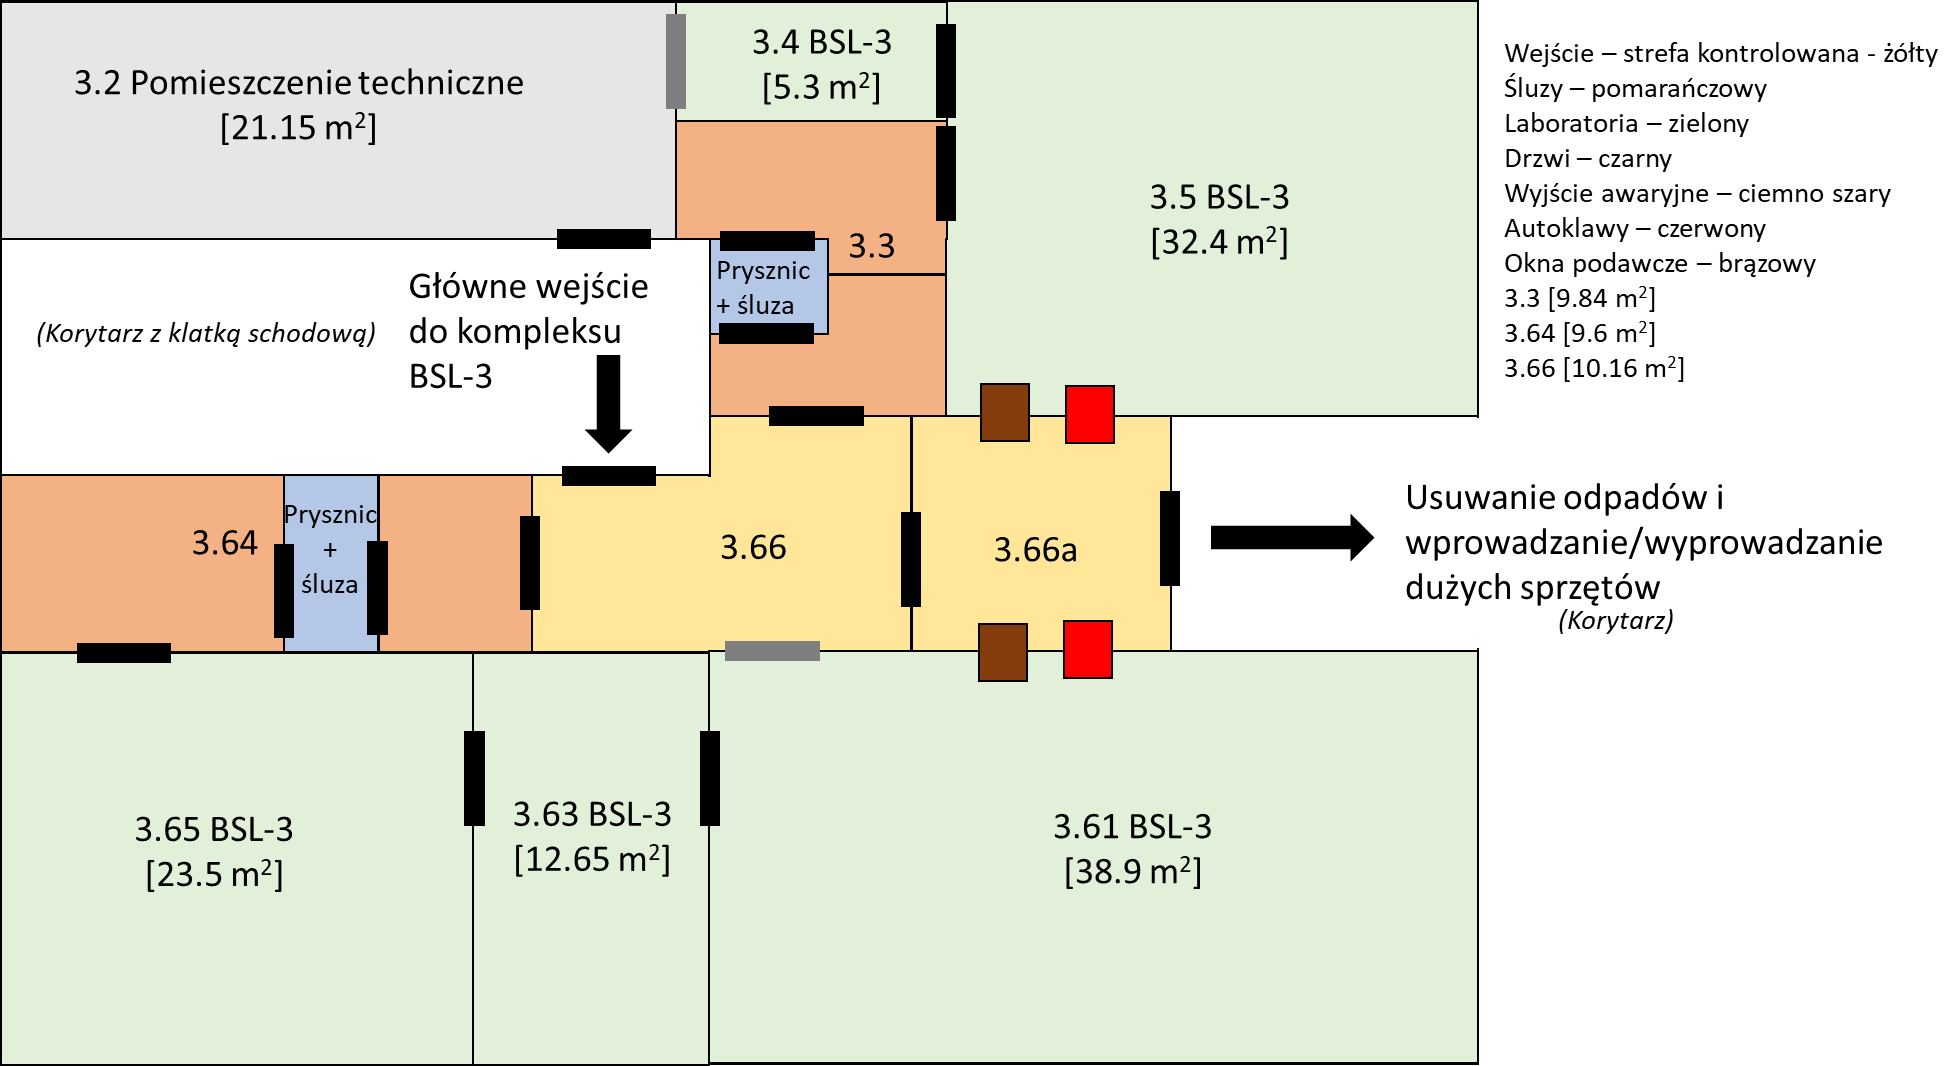 3.2 Pomieszczenie techniczne
[21.15 m²]
3.4 BSL-3
[5.3 m²]
3.5 BSL-3
[32.4 m²]
Wejście – strefa kontrolowana - żółty
Śluzy – pomarańczowy
Laboratoria – zielony
Drzwi – czarny
Wyjście awaryjne – ciemno szary
Autoklawy – czerwony
Okna podawcze – brązowy
3.3 [9.84 m²]
3.64 [9.6 m²]
3.66 [10.16 m²]
3.3
Prysznic
+ śluza
(Korytarz z klatką schodową)
Główne wejście
do kompleksu
BSL-3
3.64
Prysznic
+
śluza
3.66
3.66a
Usuwanie odpadów i
wprowadzanie/wyprowadzanie
dużych sprzętów
(Korytarz)
3.65 BSL-3
[23.5 m²]
3.63 BSL-3
[12.65 m²]
3.61 BSL-3
[38.9 m²]